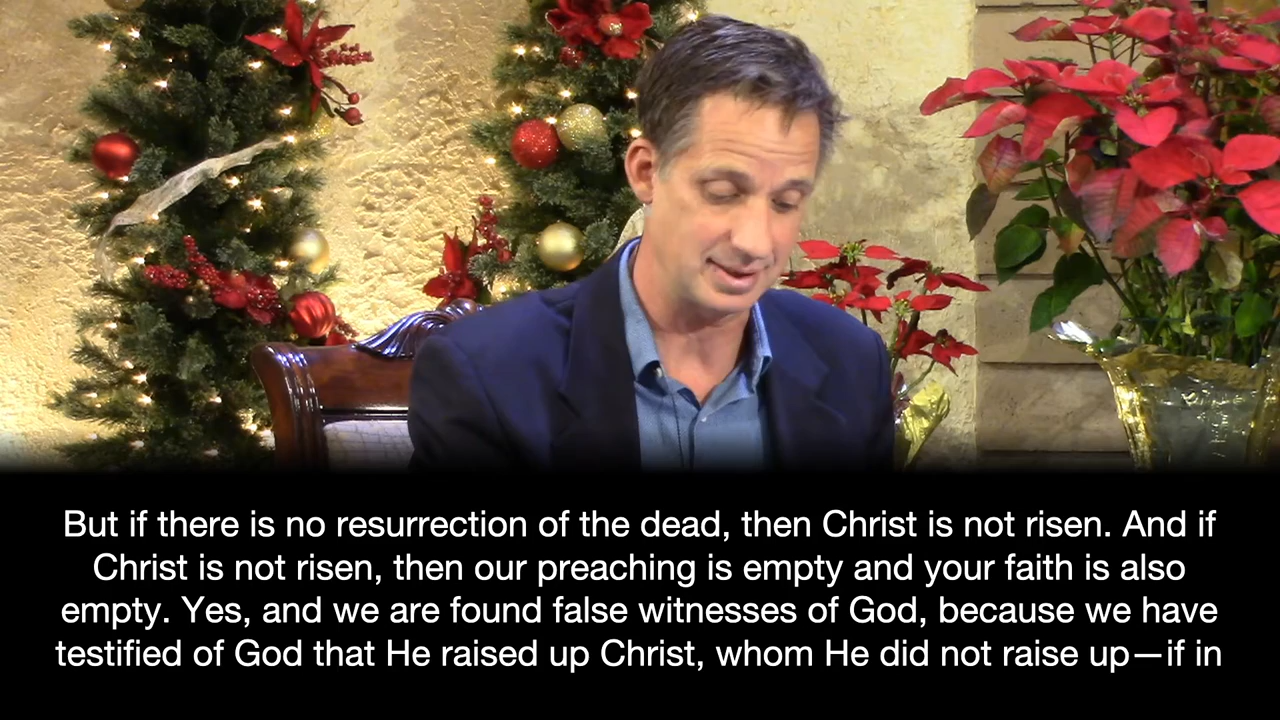 But if there is no resurrection of the dead, then Christ is not risen. And if
Christ is not risen, then our preaching is empty and your faith is also
empty. Yes, and we are found false witnesses of God, because we have
testified of God that He raised up Christ, whom He did not raise up—if in